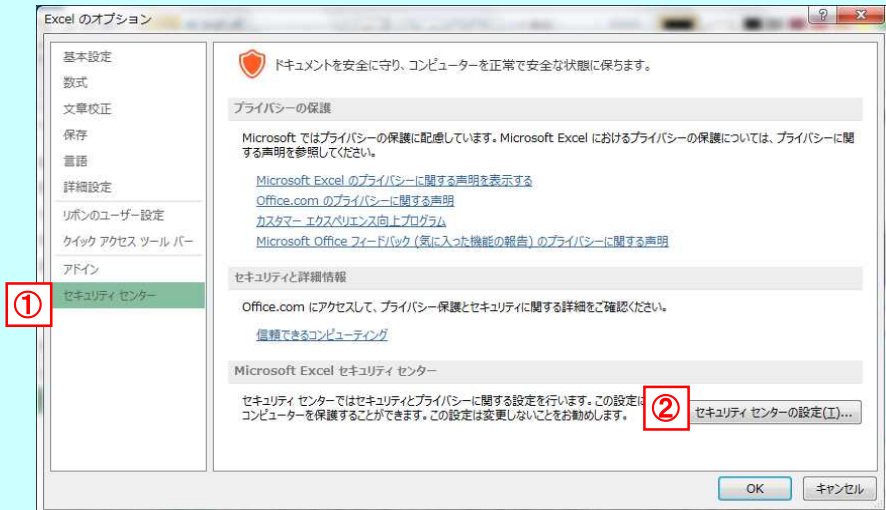 Excel のオプション
基本設定
数式
文章校正
保存
言語
詳細設定
リボンのユーザー設定
クイック アクセス ツール バー
アドイン
① セキュリティ センター
ドキュメントを安全に守り、コンピューターを正常で安全な状態に保ちます。
プライバシーの保護
Microsoft ではプライバシーの保護に配慮しています。Microsoft Excel におけるプライバシーの保護については、プライバシーに関
する声明を参照してください。
Microsoft Excel のプライバシーに関する声明を表示する
Office.com のプライバシーに関する声明
カスタマー エクスペリエンス向上プログラム
Microsoft Office フィードバック (気に入った機能の報告) のプライバシーに関する声明
セキュリティと詳細情報
Office.com にアクセスして、プライバシー保護とセキュリティに関する詳細をご確認ください。
信頼できるコンピューティング
Microsoft Excel セキュリティ センター
セキュリティ センターではセキュリティとプライバシーに関する設定を行います。この設定に
コンピューターを保護することができます。この設定は変更しないことをお勧めします。
② セキュリティ センターの設定(T)...
OK
キャンセル